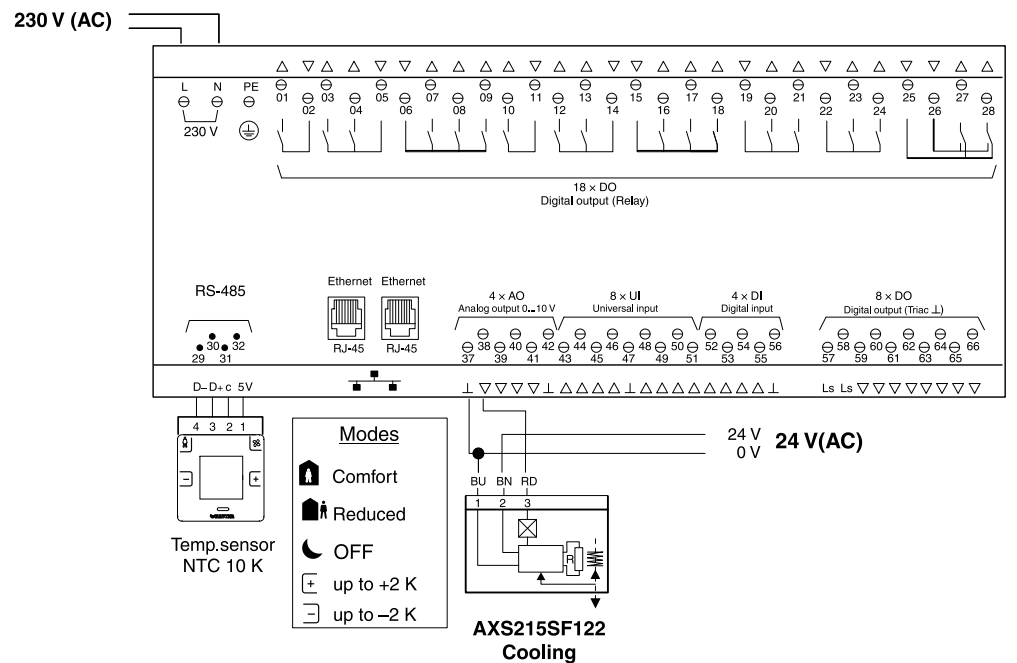 230 V (AC)
L N PE
230 V
01 02 03 04 05 06 07 08 09 10 11 12 13 14 15 16 17 18 19 20 21 22 23 24 25 26 27 28
18 × DO
Digital output (Relay)
RS-485
29 30 31 32
D– D+ c 5V
4 3 2 1
Ethernet Ethernet
RJ-45 RJ-45
4 × AO
Analog output 0...10 V
8 × UI
Universal input
4 × DI
Digital input
8 × DO
Digital output (Triac ⊥)
37 38 39 40 41 42 43 44 45 46 47 48 49 50 51 52 53 54 55 56 57 58 59 60 61 62 63 64 65 66
Ls Ls
Temp.sensor
NTC 10 K
Modes
Comfort
Reduced
OFF
+ up to +2 K
– up to –2 K
24 V
0 V
24 V(AC)
BU BN RD
1 2 3
R
AXS215SF122
Cooling